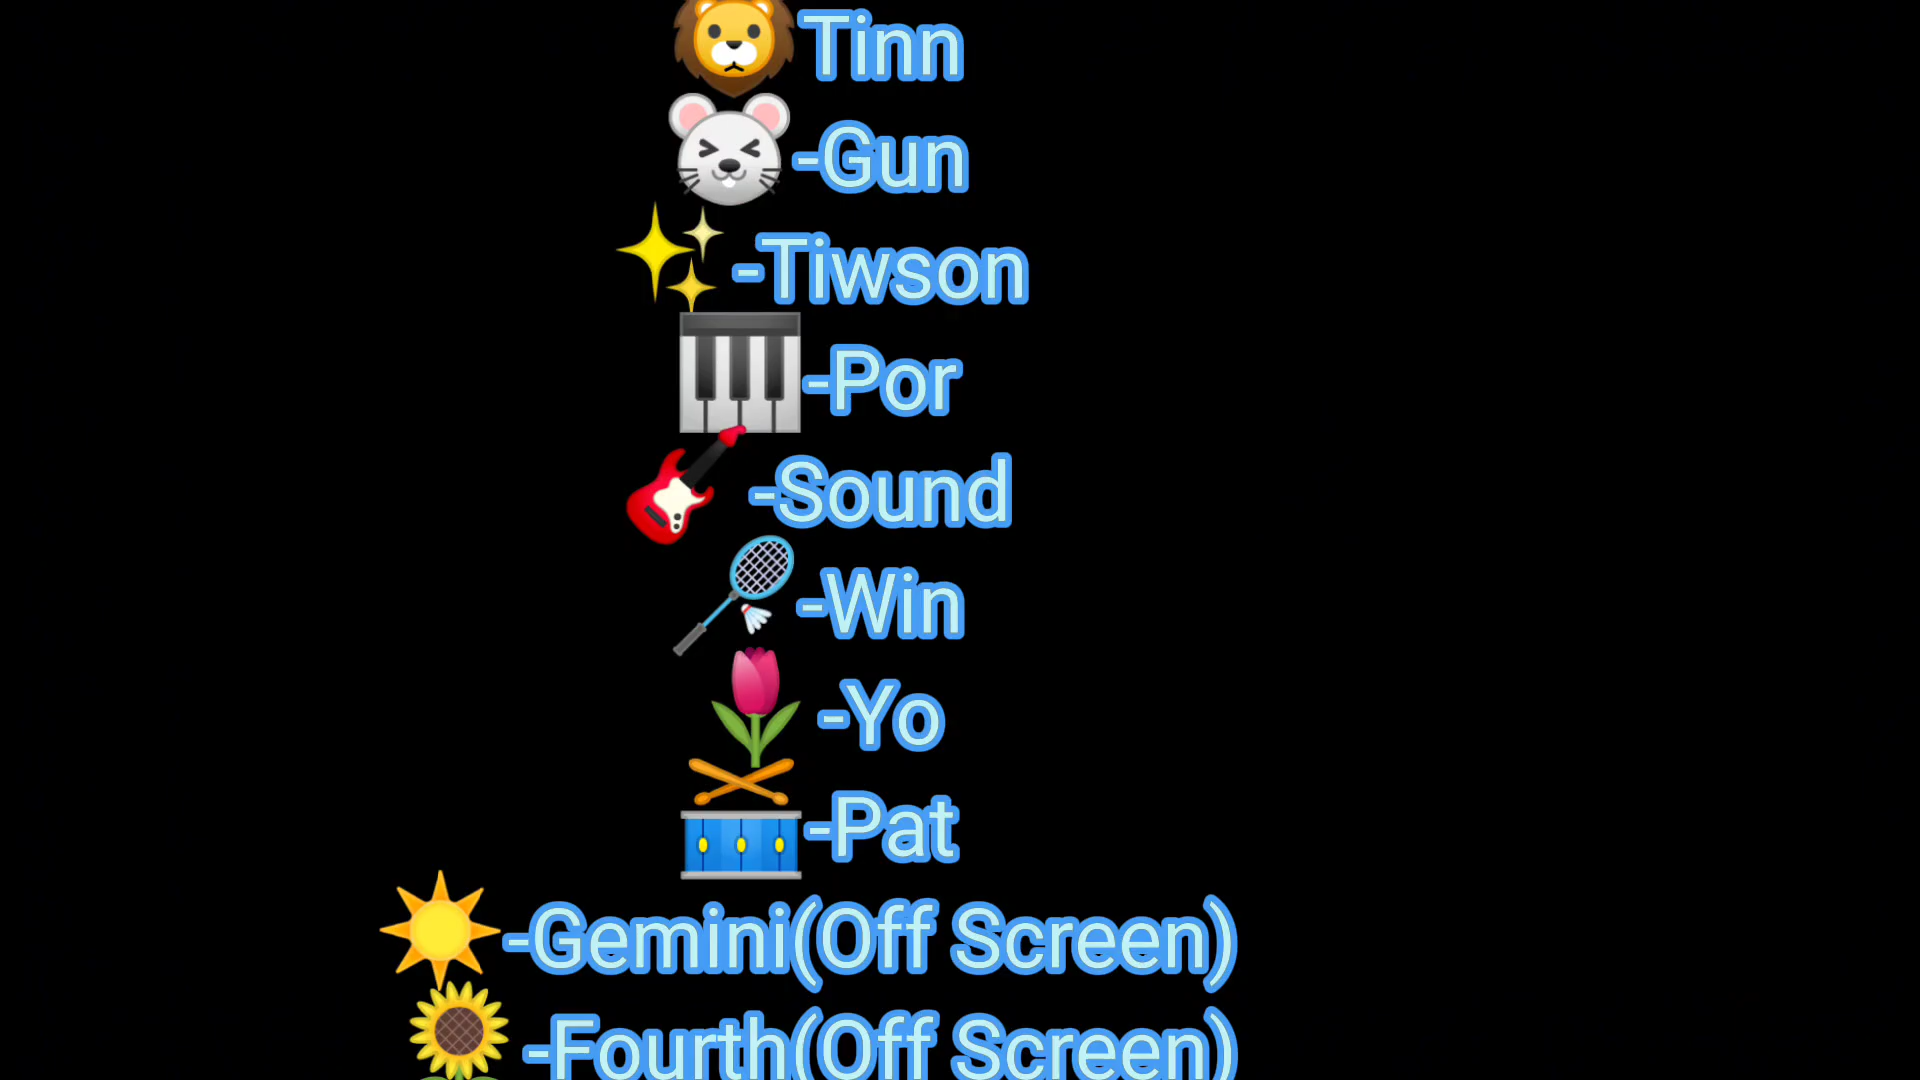 🦁Tinn
🐭-Gun
✨-Tiwson
🎹-Por
🎸-Sound
🏸-Win
🌷-Yo
🥁-Pat
☀️-Gemini(Off Screen)
🌻-Fourth(Off Screen)